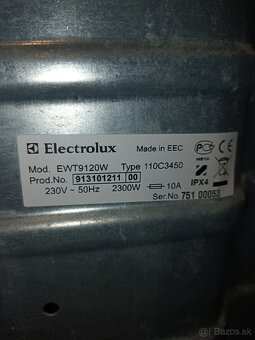 Electrolux Made in EEC
Mod. EWT9120W Type 110C3450
Prod.No. 913101211 00
230V ~ 50Hz 2300W 10A
IPX4
Ser.No. 751 00053
CE
© Bazos.sk